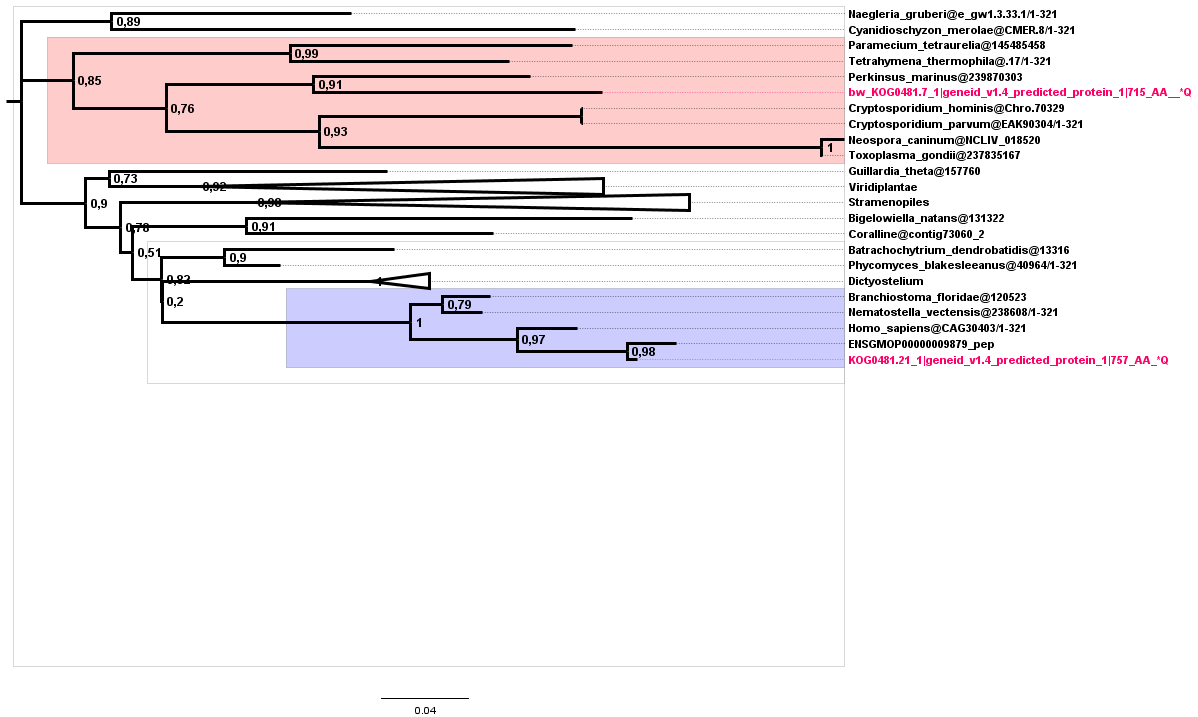 Naegleria_gruberi@e_gw1.3.33.1/1-321
0,89
Cyanidioschyzon_merolae@CMER.8/1-321
Paramecium_tetraurelia@145485458
0,99
Tetrahymena_thermophila@.17/1-321
0,85
Perkinsus_marinus@239870303
0,91
bw_KOG0481.7_1|geneid_v1.4_predicted_protein_1|715_AA__*Q
0,76
Cryptosporidium_hominis@Chro.70329
Cryptosporidium_parvum@EAK90304/1-321
0,93
Neospora_caninum@NCLIV_018520
1
Toxoplasma_gondii@237835167
Guillardia_theta@157760
0,73
0,92
Viridiplantae
0,9
0,98
Stramenopiles
Bigelowiella_natans@131322
0,78
0,91
Coralline@contig73060_2
Batrachochytrium_dendrobatidis@13316
0,51
0,9
Phycomyces_blakesleeanus@40964/1-321
0,82
1
Dictyostelium
Branchiostoma_floridae@120523
0,2
0,79
Nematostella_vectensis@238608/1-321
1
Homo_sapiens@CAG30403/1-321
0,97
ENSGMOP00000009879_pep
0,98
KOG0481.21_1|geneid_v1.4_predicted_protein_1|757_AA_*Q
0.04